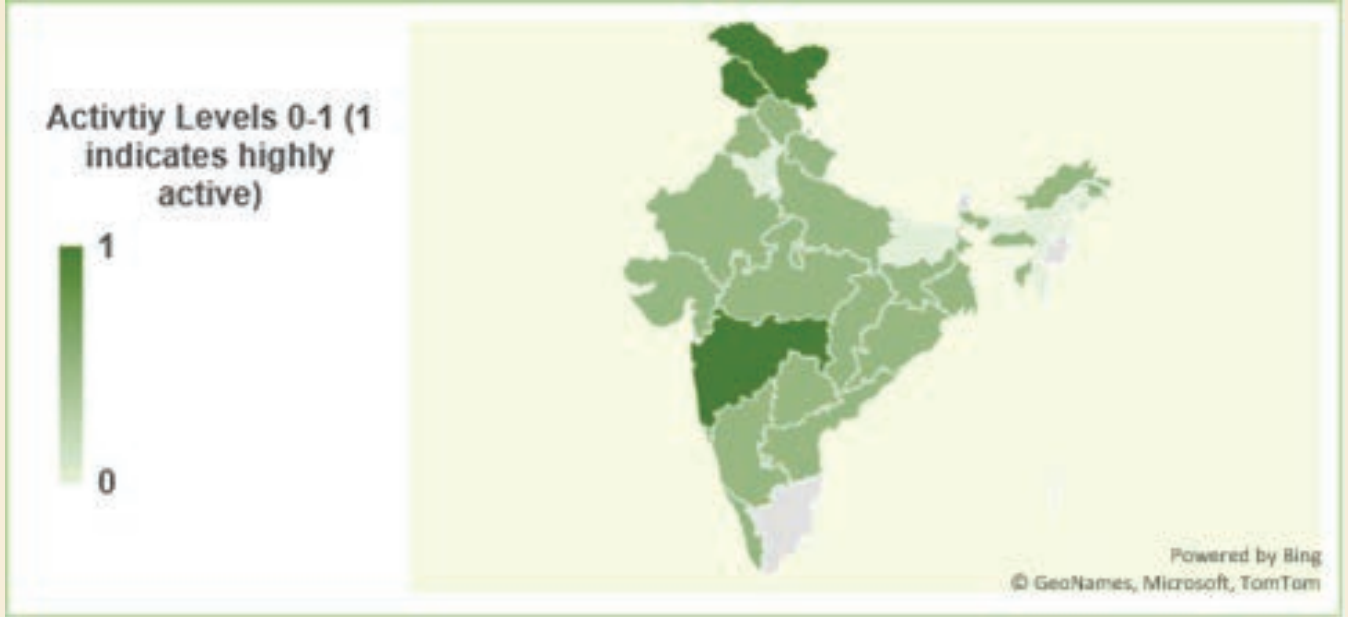 Activtiy Levels 0-1 (1
indicates highly
active)
1
0
Powered by Bing
© GeoNames, Microsoft, TomTom